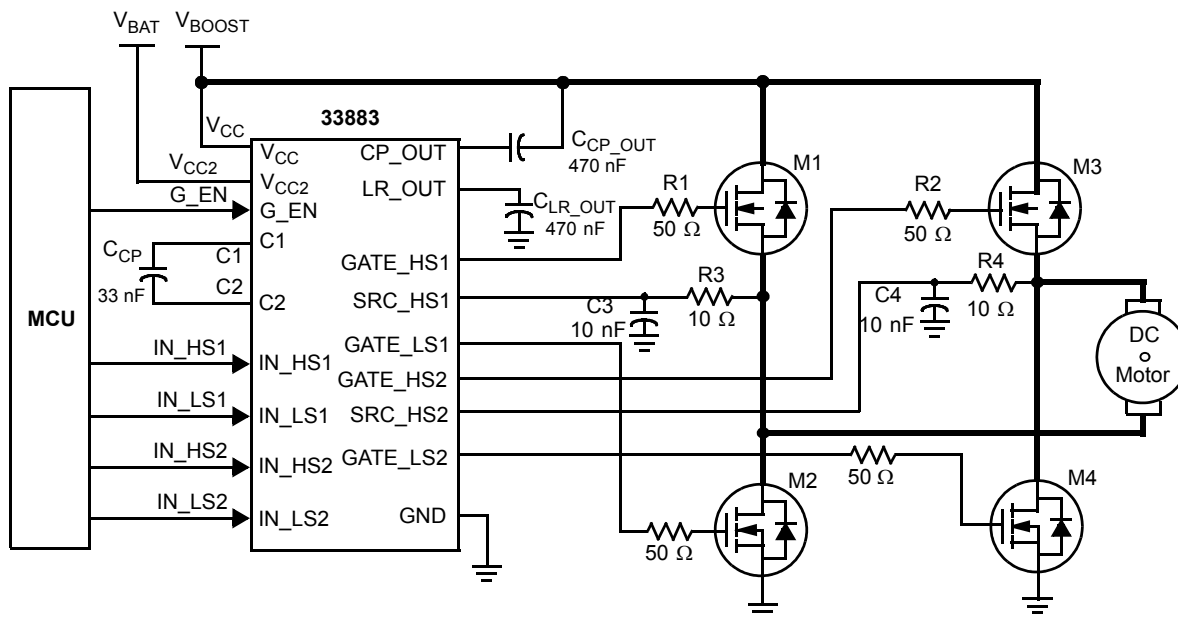 V_BAT
V_BOOST
33883
V_CC
V_CC
CP_OUT
C_CP_OUT
470 nF
M1
M3
V_CC2
V_CC2
LR_OUT
C_LR_OUT
470 nF
R1
50 Ω
R2
50 Ω
G_EN
G_EN
C_CP
33 nF
C1
C1
C2
C2
GATE_HS1
SRC_HS1
C3
10 nF
R3
10 Ω
C4
10 nF
R4
10 Ω
MCU
GATE_LS1
GATE_HS2
DC
Motor
IN_HS1
IN_HS1
IN_LS1
IN_LS1
SRC_HS2
IN_HS2
IN_HS2
GATE_LS2
50 Ω
M2
M4
IN_LS2
IN_LS2
GND
50 Ω